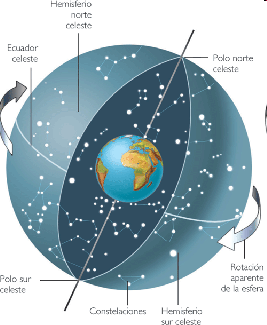 Hemisferio
norte
celeste
Ecuador
celeste
Polo norte
celeste
Rotación
aparente
de la esfera
Polo sur
celeste
Constelaciones
Hemisferio
sur celeste